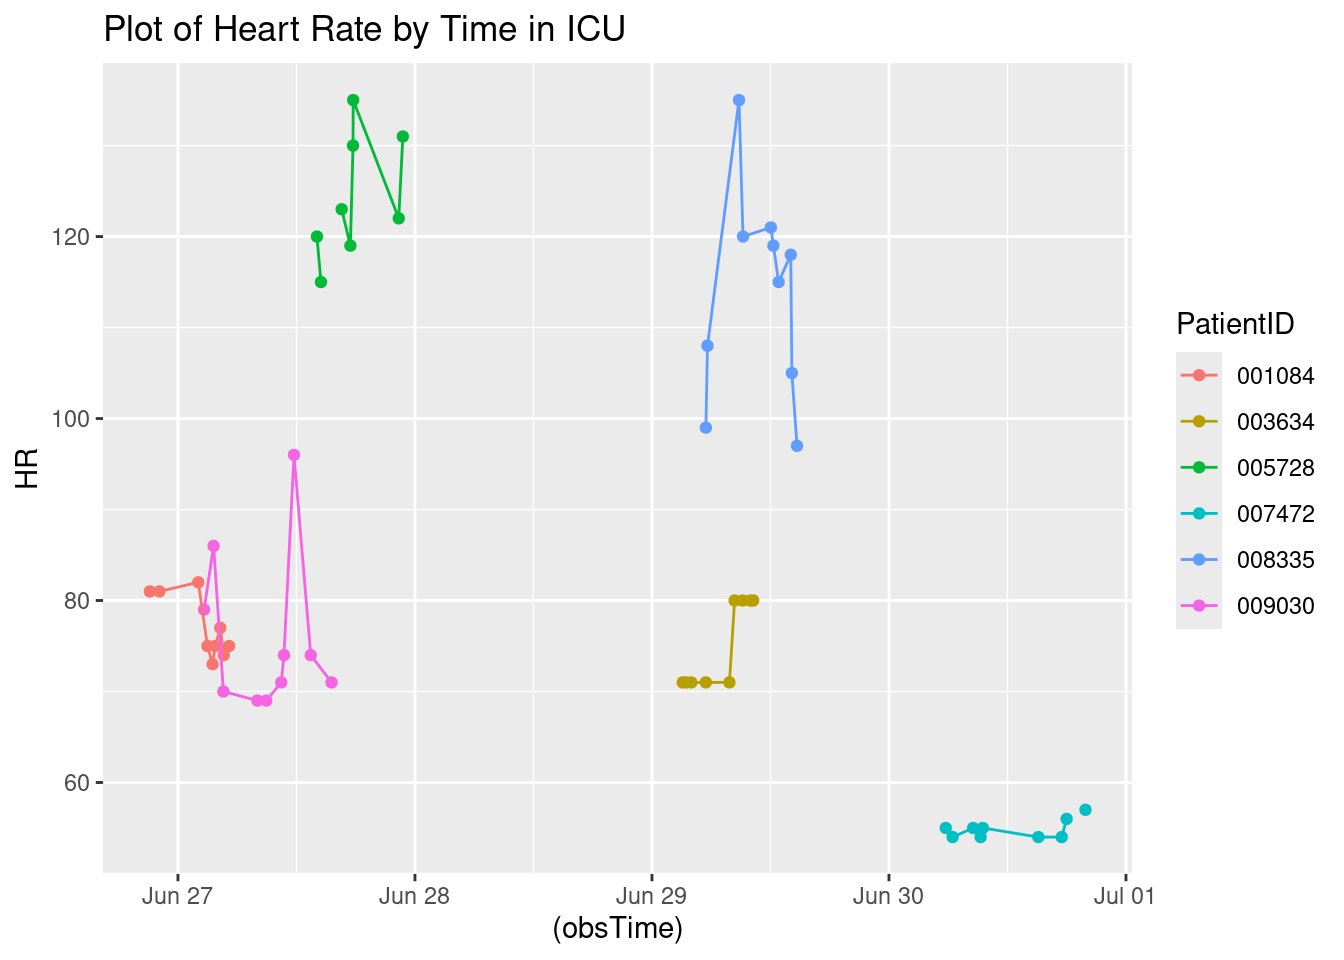 Plot of Heart Rate by Time in ICU
HR
120
100
80
60
Jun 27
Jun 28
Jun 29
Jun 30
Jul 01
(obsTime)
PatientID
001084
003634
005728
007472
008335
009030